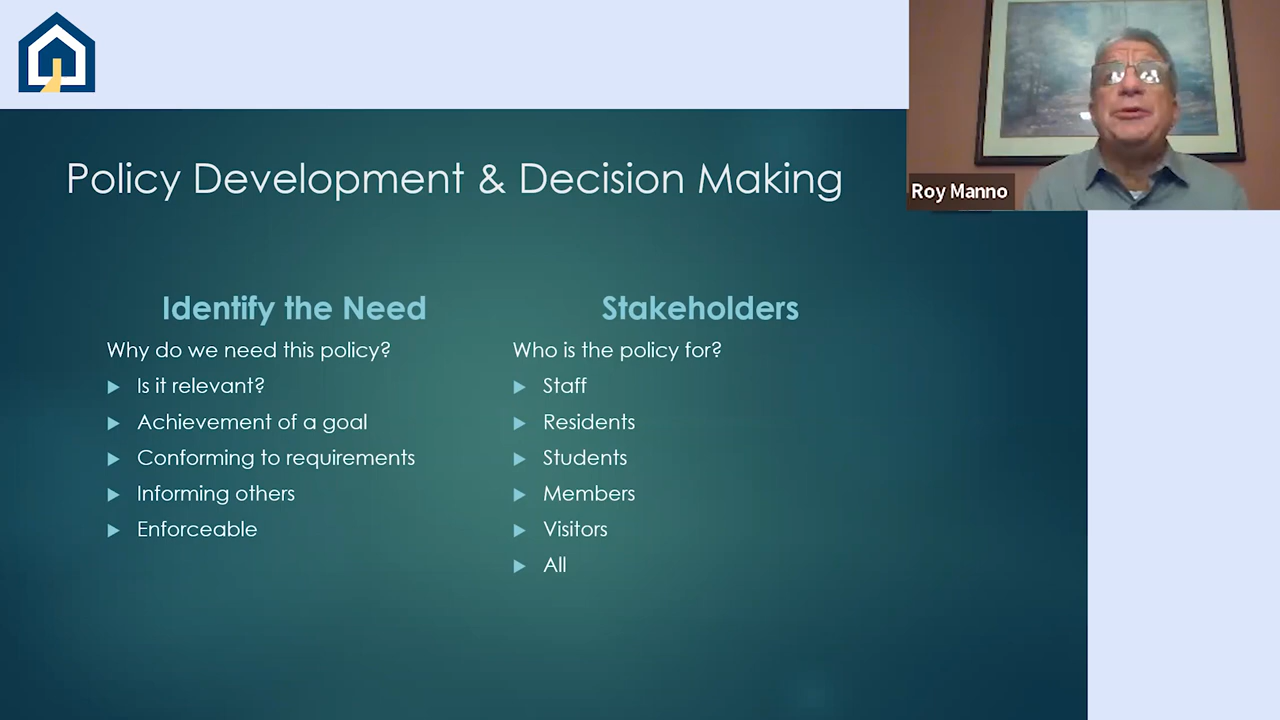 Policy Development & Decision Making
Identify the Need
Why do we need this policy?
Is it relevant?
Achievement of a goal
Conforming to requirements
Informing others
Enforceable
Stakeholders
Who is the policy for?
Staff
Residents
Students
Members
Visitors
All
Roy Manno